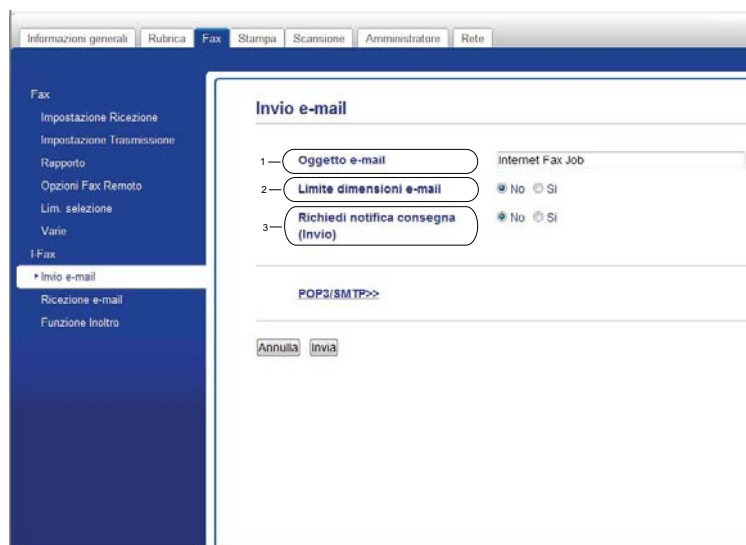 Informazioni generali Rubrica Fax Stampa Scansione Amministratore Rete
Fax
Impostazione Ricezione
Impostazione Trasmissione
Rapporto
Opzioni Fax Remoto
Lim. selezione
Varie
I-Fax
Invio e-mail
Ricezione e-mail
Funzione Inoltro
Invio e-mail
1 Oggetto e-mail Internet Fax Job
2 Limite dimensioni e-mail No Sì
3 Richiedi notifica consegna (Invio) No Sì
POP3/SMTP>>
Annulla Invia